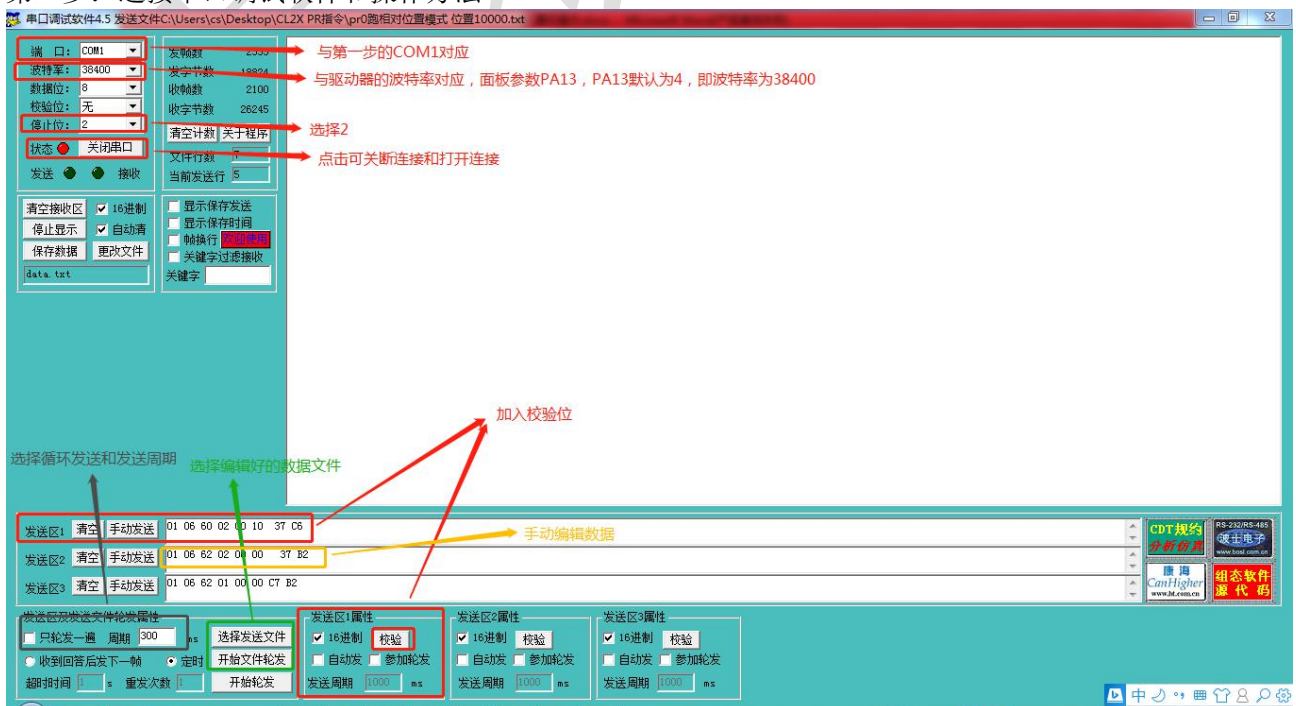 串口调试软件4.5 发送文件C:\Users\cs\Desktop\CL2X PR指令\pr0跑相对位置模式 位置10000.txt
端 口: COM1
波特率: 38400
数据位: 8
校验位: 无
停止位: 2
状态 关闭串口
发送 接收
发帧数 2353
发字节数 18824
收帧数 2100
收字节数 26245
清空计数 关于程序
文件行数 7
当前发送行 5
与第一步的COM1对应
与驱动器的波特率对应，面板参数PA13，PA13默认为4，即波特率为38400
选择2
点击可关断连接和打开连接
清空接收区 16进制
停止显示 自动清
保存数据 更改文件
data.txt
显示保存发送
显示保存时间
帧换行 欢迎使用
关键字过滤接收
关键字
加入校验位
选择循环发送和发送周期
选择编辑好的数据文件
发送区1 清空 手动发送 01 06 60 02 00 10 37 C6
手动编辑数据
发送区2 清空 手动发送 01 06 62 02 00 00 37 B2
发送区3 清空 手动发送 01 06 62 01 00 00 C7 B2
CDT规约
分析仿真
RS-232/RS-485
波士电子
www.bosi.com.cn
康海
CanHigher
www.ht.com.cn
组态软件
源 代 码
发送区及发送文件轮发属性
只轮发一遍 周期 300 ms 选择发送文件
收到回答后发下一帧 定时 开始文件轮发
超时时间 1 s 重发次数 1 开始轮发
发送区1属性
16进制 校验
自动发 参加轮发
发送周期 1000 ms
发送区2属性
16进制 校验
自动发 参加轮发
发送周期 1000 ms
发送区3属性
16进制 校验
自动发 参加轮发
发送周期 1000 ms
中